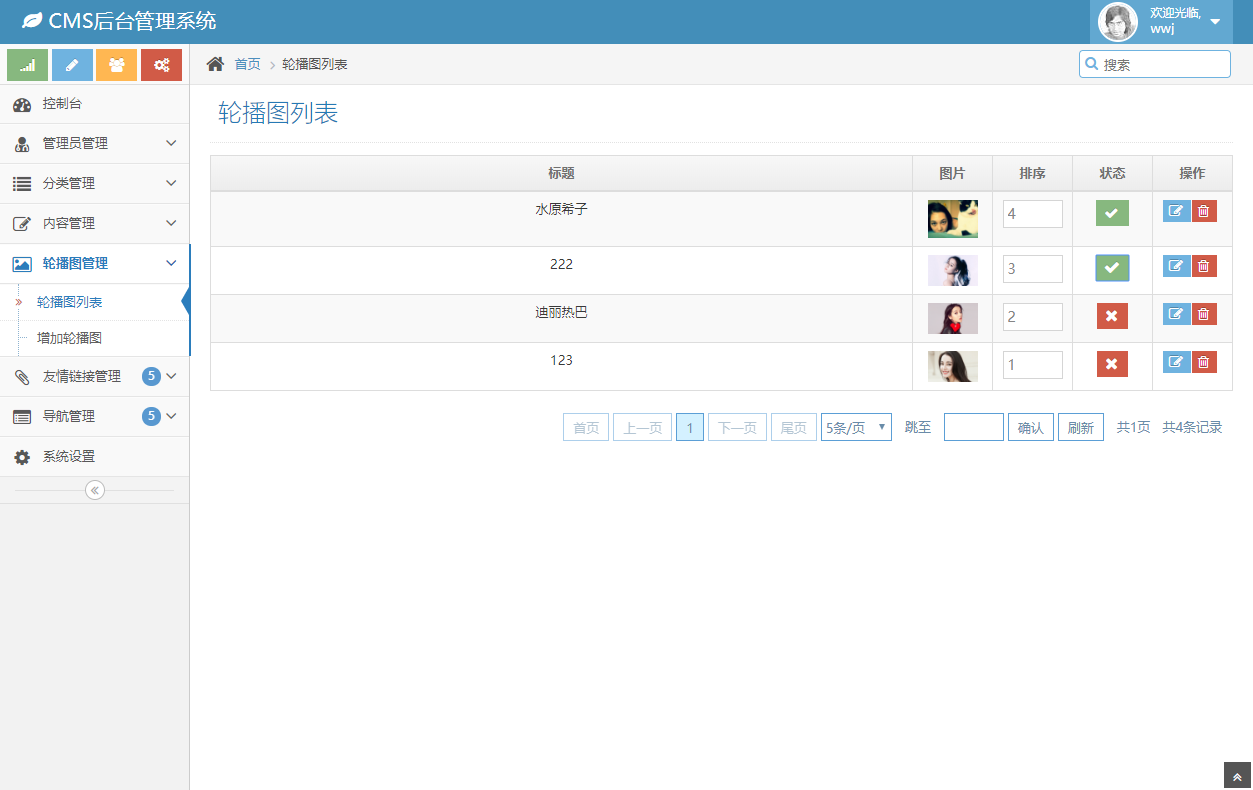 CMS后台管理系统
欢迎光临,
wwj
首页
轮播图列表
搜索
控制台
管理员管理
分类管理
内容管理
轮播图管理
轮播图列表
增加轮播图
友情链接管理 5
导航管理 5
系统设置
轮播图列表
标题 图片 排序 状态 操作
水原希子 4
222 3
迪丽热巴 2
123 1
首页 上一页 1 下一页 尾页 5条/页 跳至 确认 刷新 共1页 共4条记录